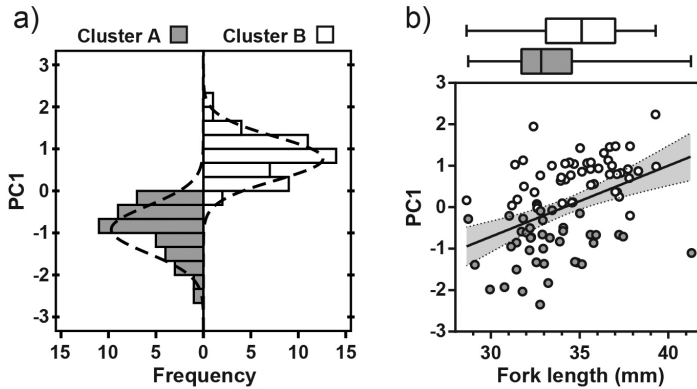 a)
Cluster A Cluster B
3
2
1
0
-1
-2
-3
PC1
15 10 5 0 5 10 15
Frequency
b)
3
2
1
0
-1
-2
-3
PC1
30 35 40
Fork length (mm)